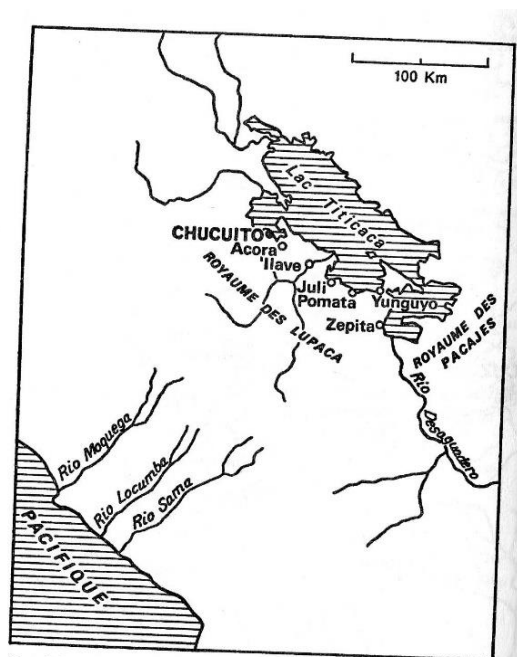 100 Km
Lac Titicaca
CHUCUITO
Acora
Ilave
ROYAUME DES LUPACA
Juli
Pomata
Yunguyo
Zepita
ROYAUME DES
PACAJES
Rio Desaguadero
Rio Moquega
Rio Locumba
Rio Sama
PACIFIQUE